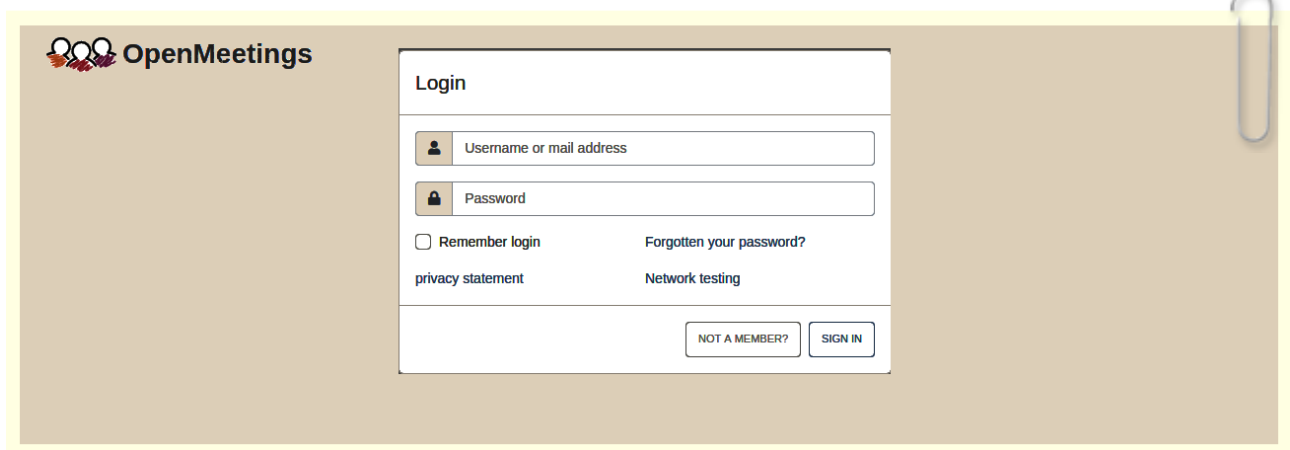 OpenMeetings
Login
Username or mail address
Password
Remember login Forgotten your password?
privacy statement Network testing
NOT A MEMBER? SIGN IN